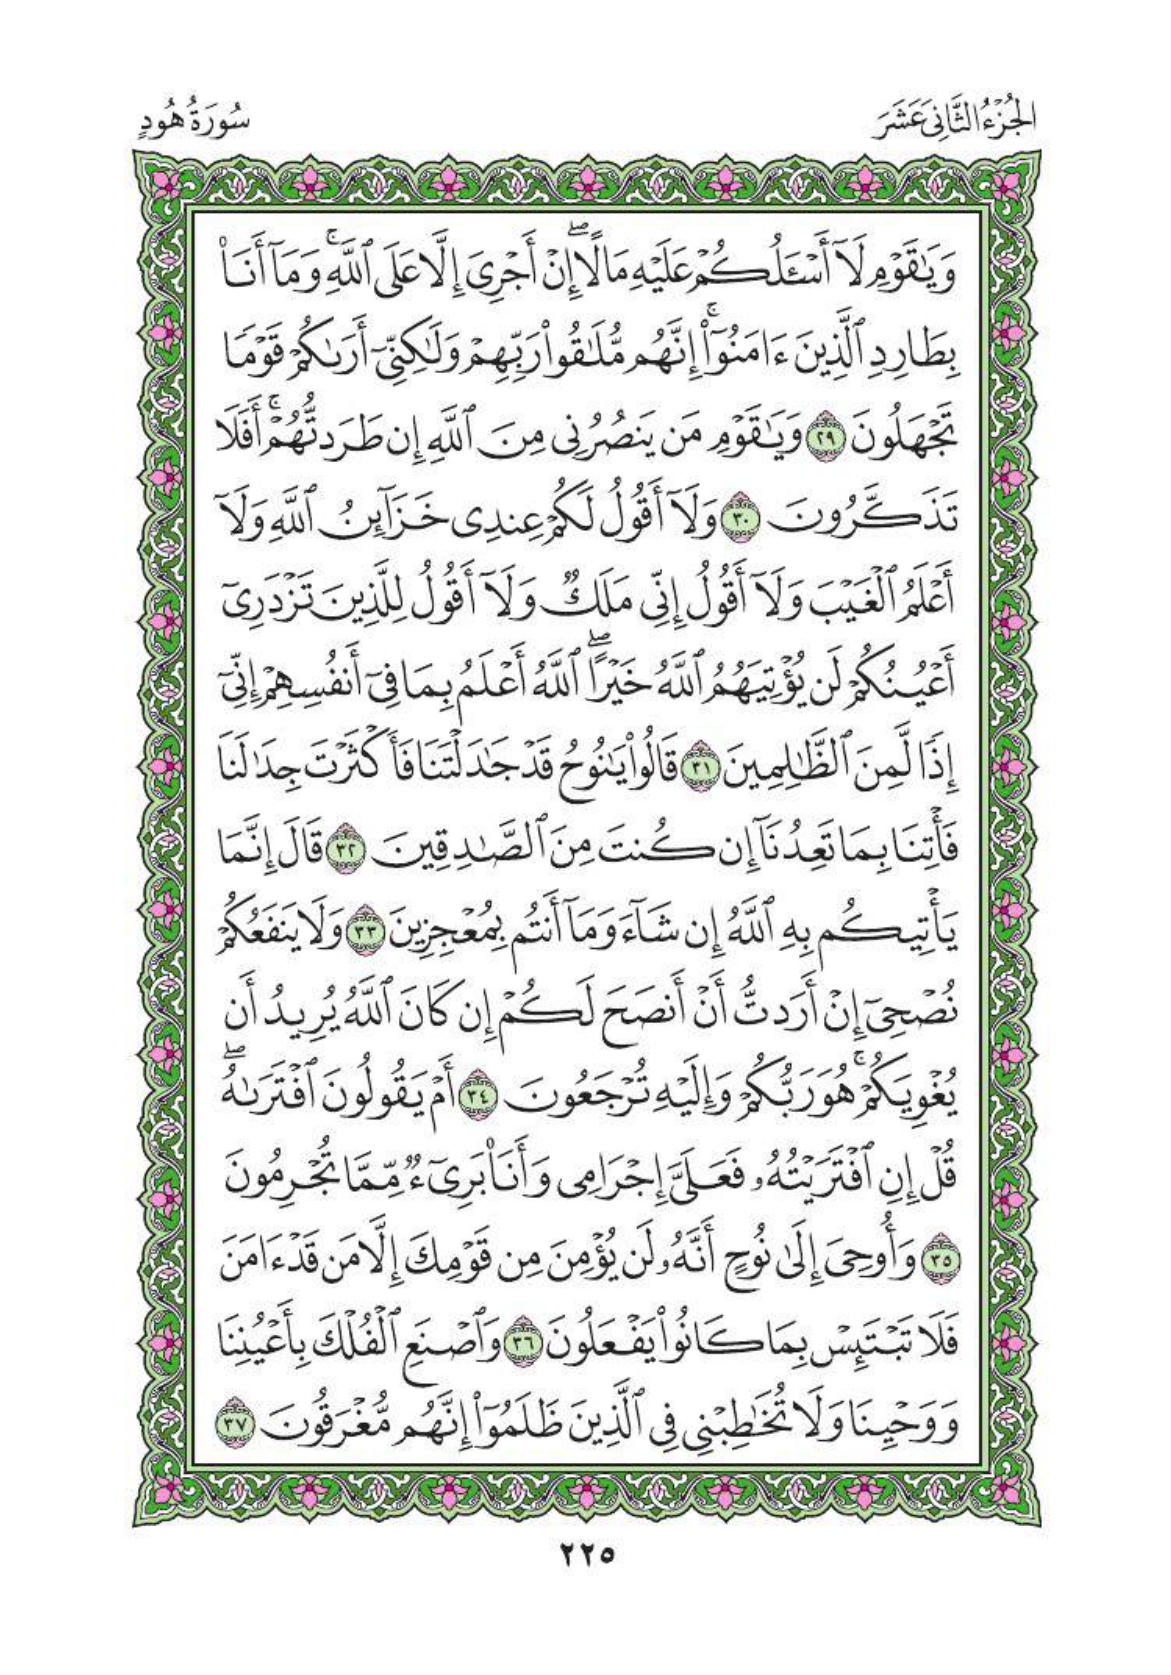 الجُزْءُ الثَّانِي عَشَرَ
سُورَةُ هُودٍ
وَيَٰقَوْمِ لَآ أَسْـَٔلُكُمْ عَلَيْهِ مَالًاۖ إِنْ أَجْرِىَ إِلَّا عَلَى ٱللَّهِۚ وَمَآ أَنَا۠
بِطَارِدِ ٱلَّذِينَ ءَامَنُوٓا۟ۚ إِنَّهُم مُّلَٰقُوا۟ رَبِّهِمْ وَلَٰكِنِّىٓ أَرَىٰكُمْ قَوْمًا
تَجْهَلُونَ ٢٩ وَيَٰقَوْمِ مَن يَنصُرُنِى مِنَ ٱللَّهِ إِن طَرَدتُّهُمْۚ أَفَلَا
تَذَكَّرُونَ ٣٠ وَلَآ أَقُولُ لَكُمْ عِندِى خَزَآئِنُ ٱللَّهِ وَلَآ
أَعْلَمُ ٱلْغَيْبَ وَلَآ أَقُولُ إِنِّى مَلَكٌ وَلَآ أَقُولُ لِلَّذِينَ تَزْدَرِىٓ
أَعْيُنُكُمْ لَن يُؤْتِيَهُمُ ٱللَّهُ خَيْرًاۖ ٱللَّهُ أَعْلَمُ بِمَا فِىٓ أَنفُسِهِمْ إِنِّىٓ
إِذًا لَّمِنَ ٱلظَّٰلِمِينَ ٣١ قَالُوا۟ يَٰنُوحُ قَدْ جَٰدَلْتَنَا فَأَكْثَرْتَ جِدَٰلَنَا
فَأْتِنَا بِمَا تَعِدُنَآ إِن كُنتَ مِنَ ٱلصَّٰدِقِينَ ٣٢ قَالَ إِنَّمَا
يَأْتِيكُم بِهِ ٱللَّهُ إِن شَآءَ وَمَآ أَنتُم بِمُعْجِزِينَ ٣٣ وَلَا يَنفَعُكُمْ
نُصْحِىٓ إِنْ أَرَدتُّ أَنْ أَنصَحَ لَكُمْ إِن كَانَ ٱللَّهُ يُرِيدُ أَن
يُغْوِيَكُمْۚ هُوَ رَبُّكُمْ وَإِلَيْهِ تُرْجَعُونَ ٣٤ أَمْ يَقُولُونَ ٱفْتَرَىٰهُۖ
قُلْ إِنِ ٱفْتَرَيْتُهُۥ فَعَلَىَّ إِجْرَامِى وَأَنَا۠ بَرِىٓءٌ مِّمَّا تُجْرِمُونَ
٣٥ وَأُوحِىَ إِلَىٰ نُوحٍ أَنَّهُۥ لَن يُؤْمِنَ مِن قَوْمِكَ إِلَّا مَن قَدْ ءَامَنَ
فَلَا تَبْتَئِسْ بِمَا كَانُوا۟ يَفْعَلُونَ ٣٦ وَٱصْنَعِ ٱلْفُلْكَ بِأَعْيُنِنَا
وَوَحْيِنَا وَلَا تُخَٰطِبْنِى فِى ٱلَّذِينَ ظَلَمُوٓا۟ إِنَّهُم مُّغْرَقُونَ ٣٧
٢٢٥